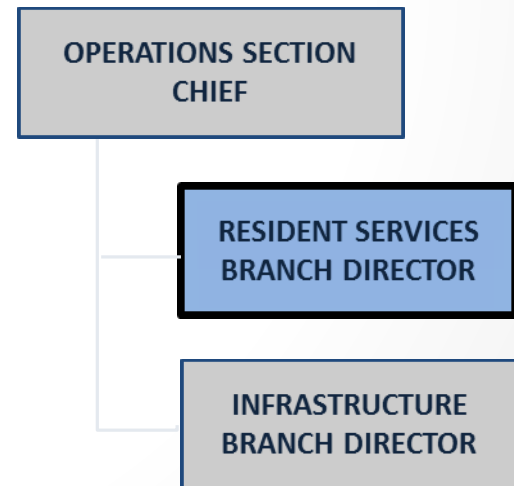 OPERATIONS SECTION
CHIEF
RESIDENT SERVICES
BRANCH DIRECTOR
INFRASTRUCTURE
BRANCH DIRECTOR